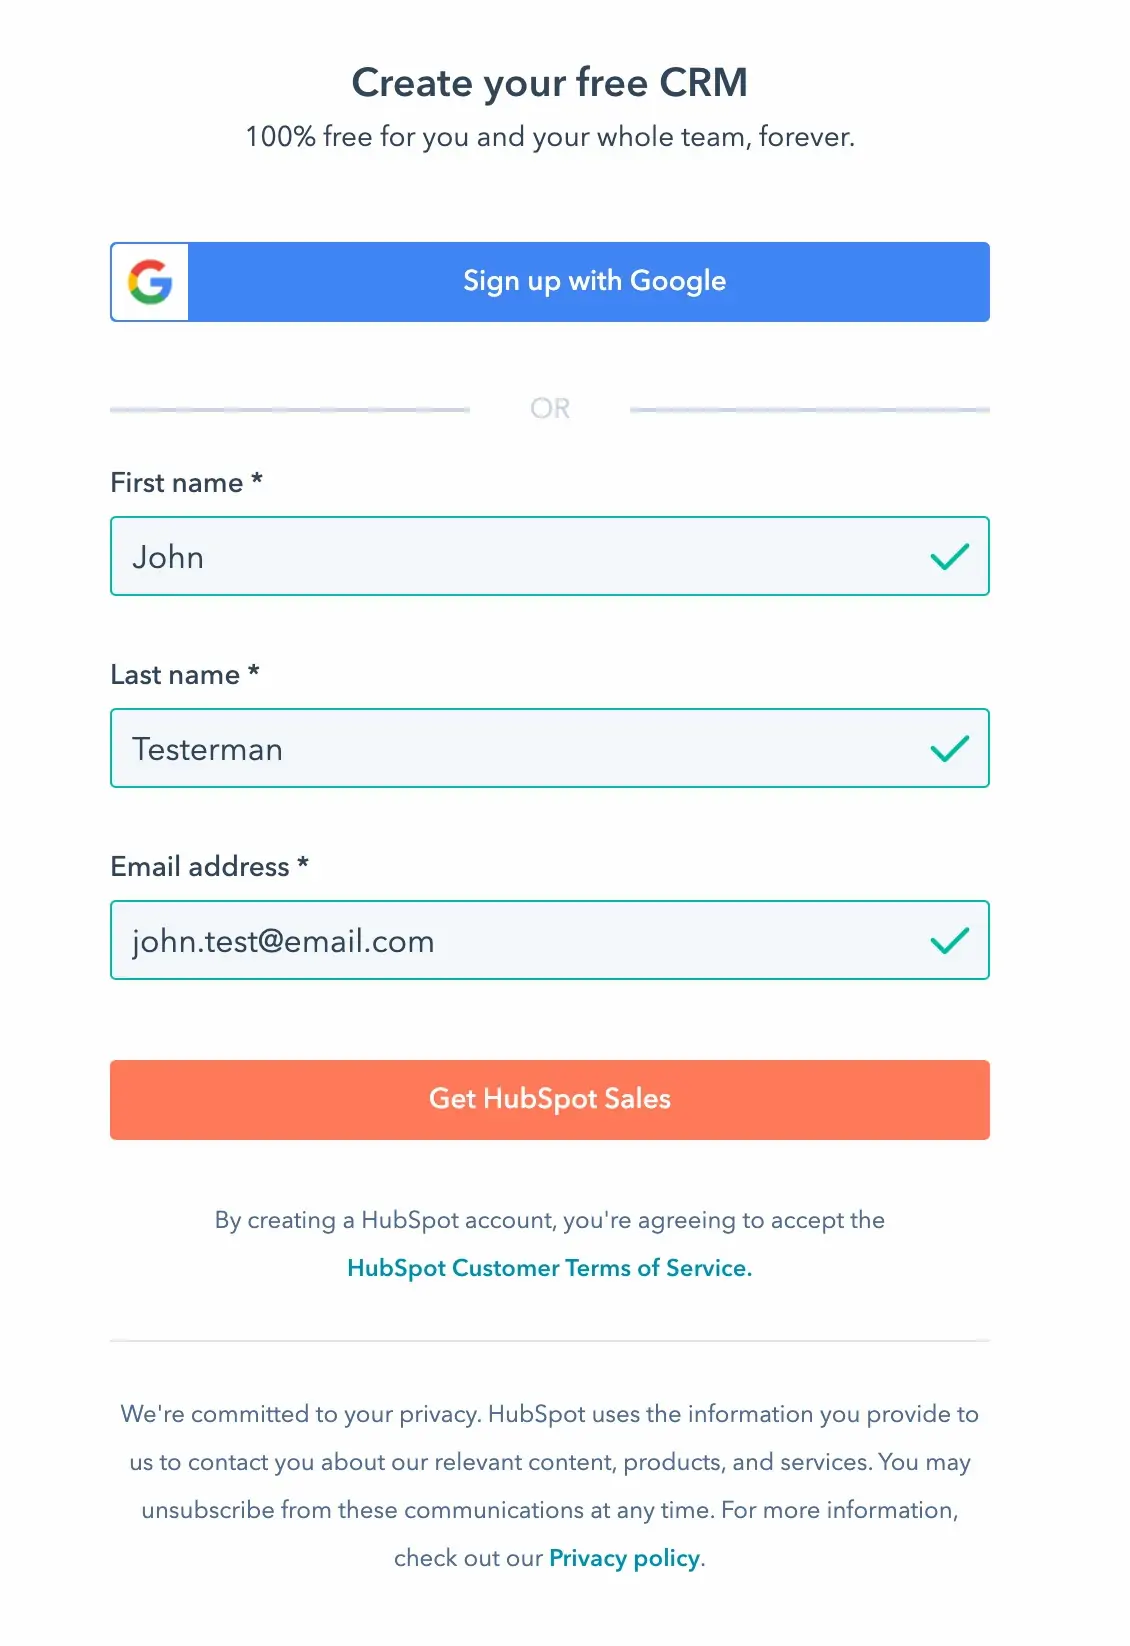 Create your free CRM
100% free for you and your whole team, forever.
Sign up with Google
OR
First name *
John
Last name *
Testerman
Email address *
john.test@email.com
Get HubSpot Sales
By creating a HubSpot account, you're agreeing to accept the
HubSpot Customer Terms of Service.
We're committed to your privacy. HubSpot uses the information you provide to
us to contact you about our relevant content, products, and services. You may
unsubscribe from these communications at any time. For more information,
check out our Privacy policy.